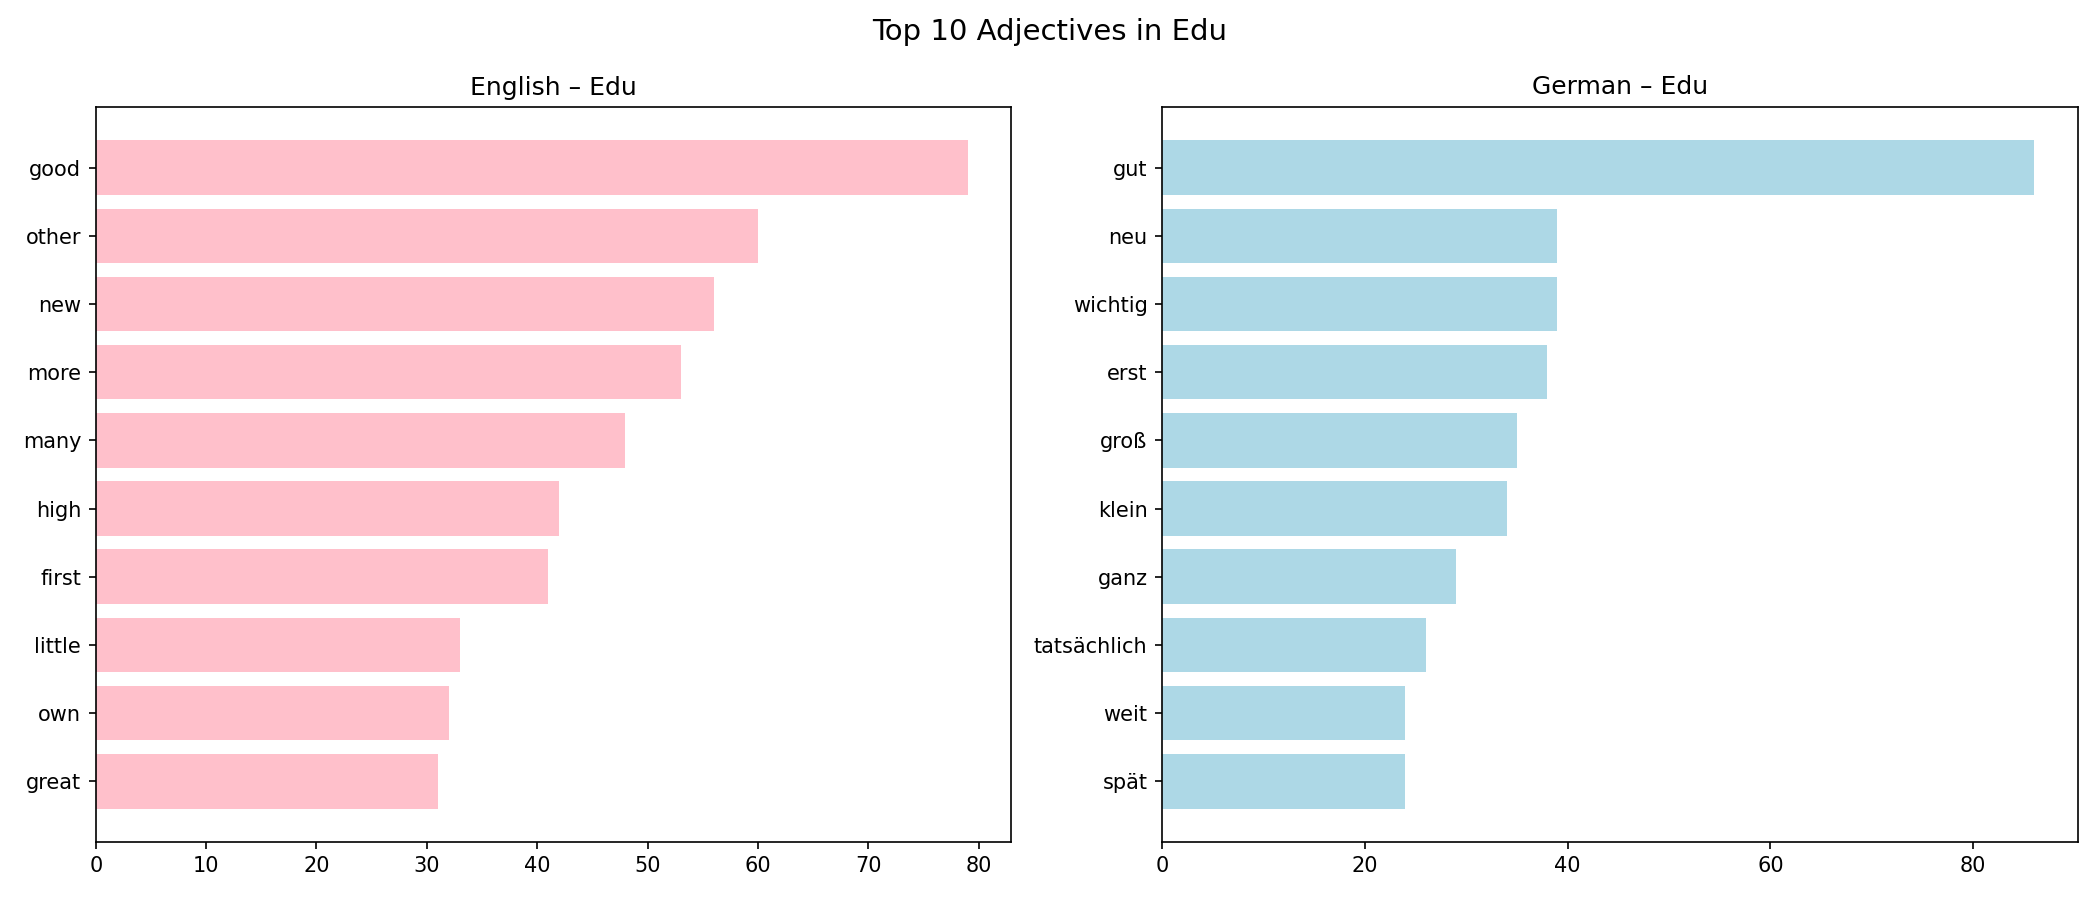 Top 10 Adjectives in Edu
English – Edu
good
other
new
more
many
high
first
little
own
great
0 10 20 30 40 50 60 70 80
German – Edu
gut
neu
wichtig
erst
groß
klein
ganz
tatsächlich
weit
spät
0 20 40 60 80